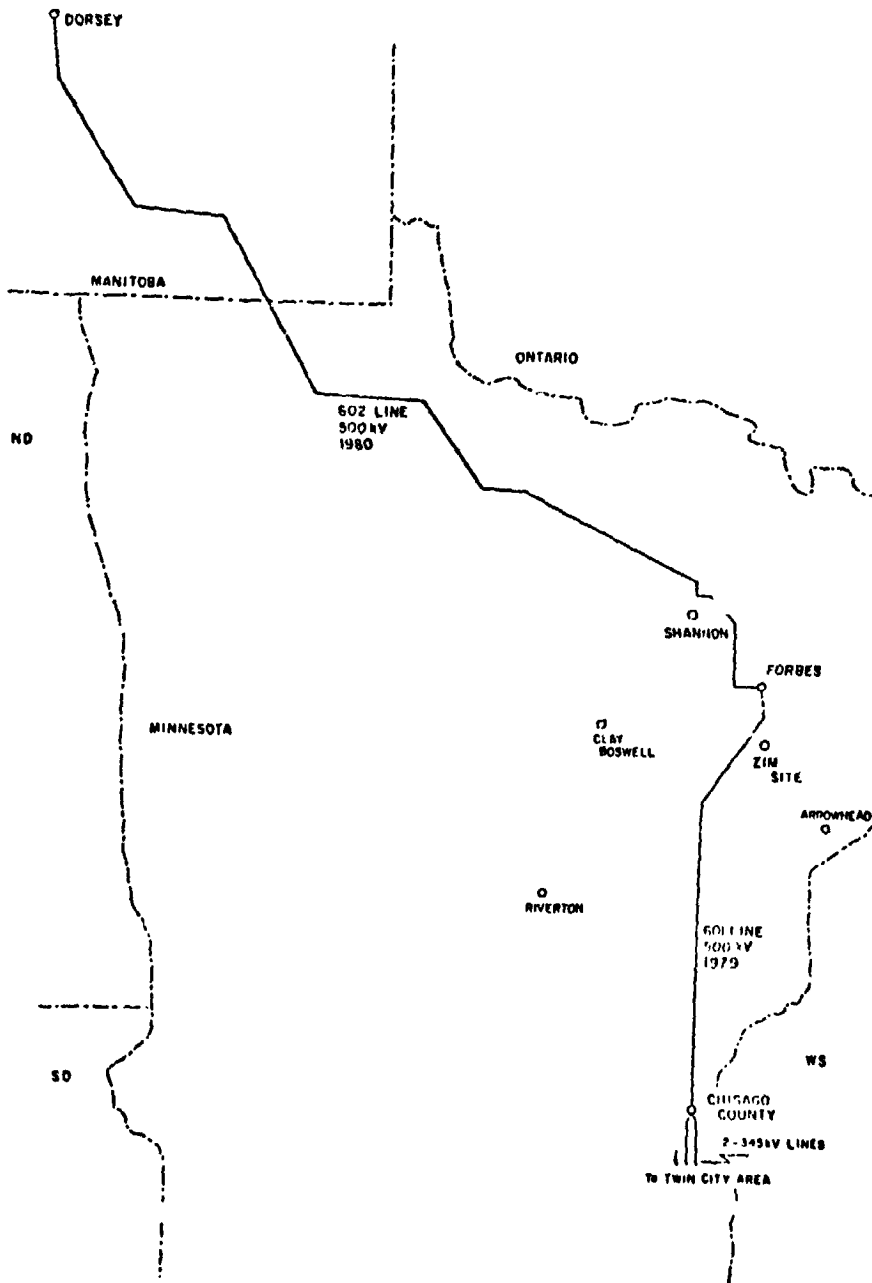 DORSEY
MANITOBA
ONTARIO
602 LINE
500 kV
1980
ND
SHANNON
FORBES
MINNESOTA
CLAY
BOSWELL
ZIM
SITE
ARROWHEAD
RIVERTON
601 LINE
500 kV
1979
WS
SD
CHISAGO
COUNTY
2-345kV LINES
To TWIN CITY AREA